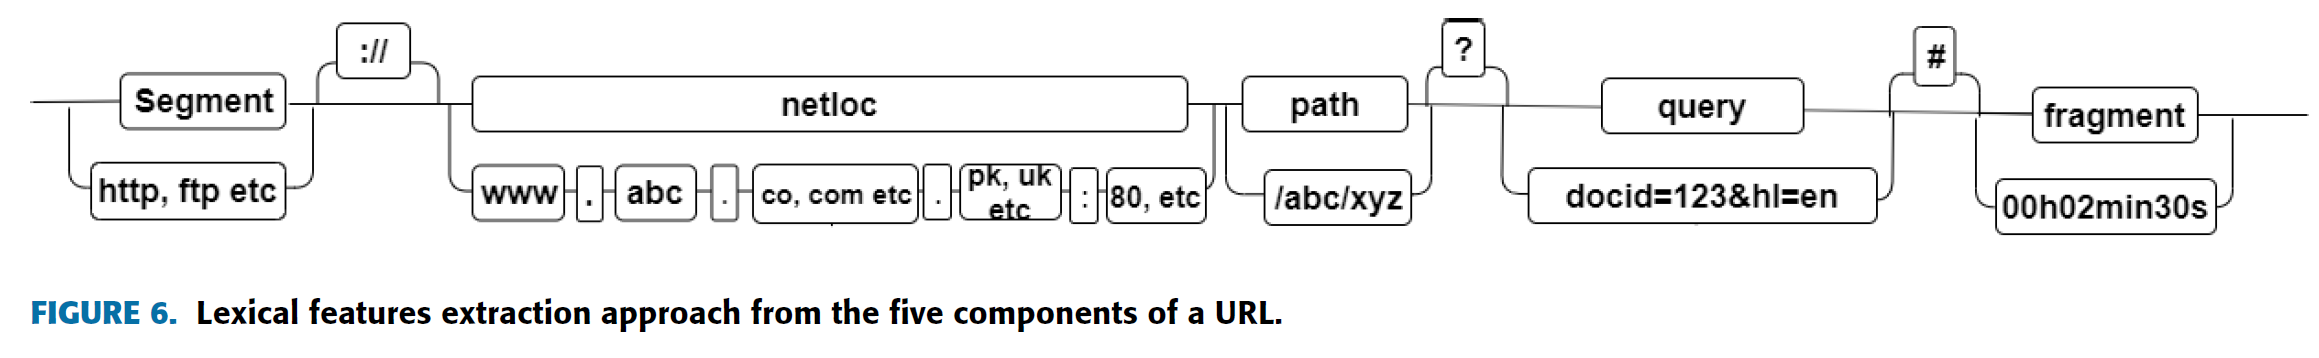 :// ? #
Segment netloc path query fragment
http, ftp etc www . abc . co, com etc . pk, uk etc : 80, etc /abc/xyz docid=123&hl=en 00h02min30s
FIGURE 6. Lexical features extraction approach from the five components of a URL.